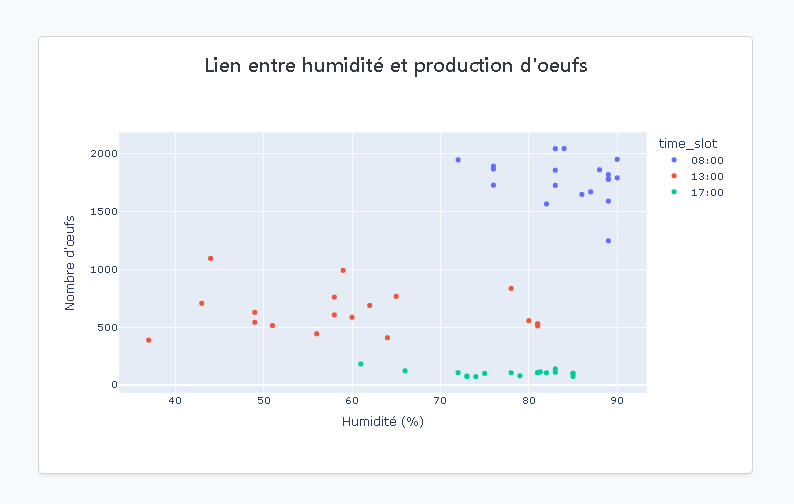 Lien entre humidité et production d'oeufs
time_slot
08:00
13:00
17:00
Nombre d'œufs
2000
1500
1000
500
0
40 50 60 70 80 90
Humidité (%)